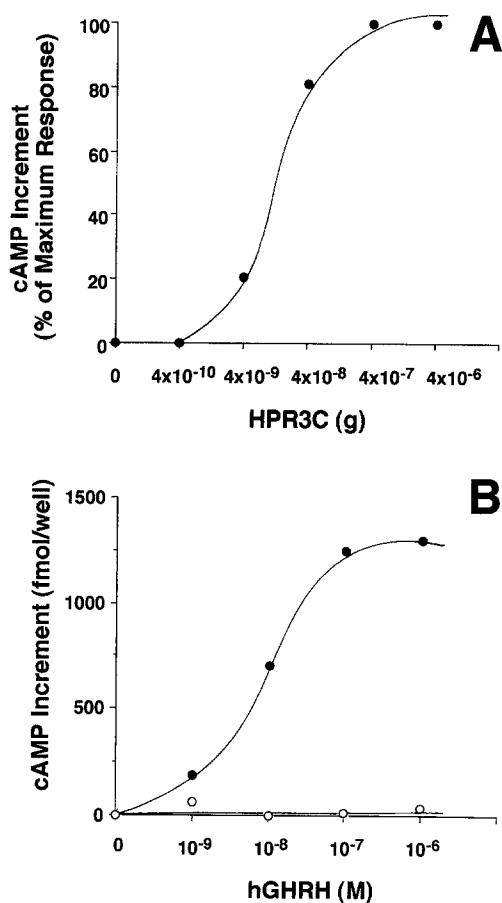 A
cAMP Increment
(% of Maximum Response)
100
80
60
40
20
0
0 4x10⁻¹⁰ 4x10⁻⁹ 4x10⁻⁸ 4x10⁻⁷ 4x10⁻⁶
HPR3C (g)
B
cAMP Increment (fmol/well)
1500
1000
500
0
0 10⁻⁹ 10⁻⁸ 10⁻⁷ 10⁻⁶
hGHRH (M)